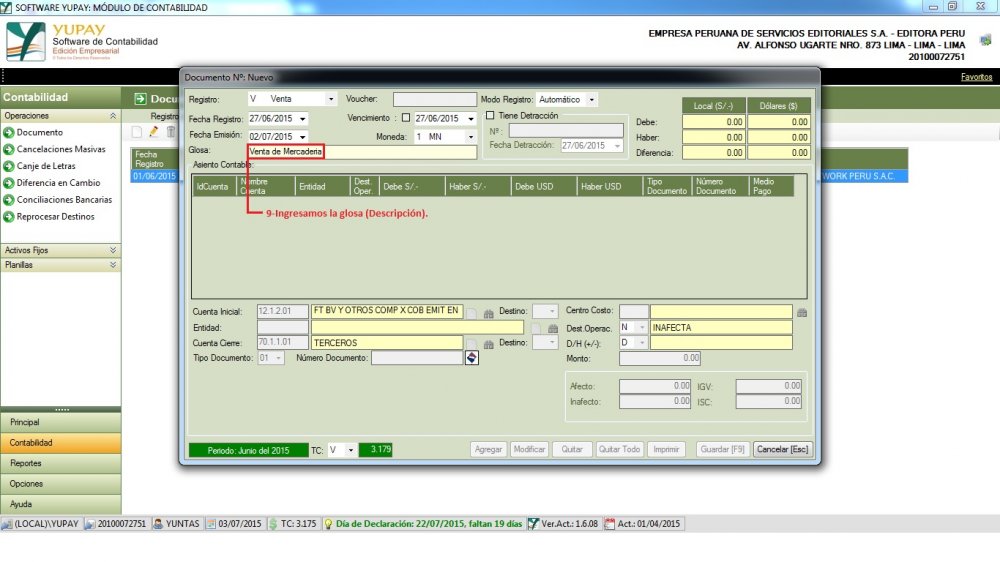 SOFTWARE YUPAY: MÓDULO DE CONTABILIDAD
YUPAY
Software de Contabilidad
Edición Empresarial
EMPRESA PERUANA DE SERVICIOS EDITORIALES S.A. - EDITORA PERU
AV. ALFONSO UGARTE NRO. 873 LIMA - LIMA - LIMA
20100072751
Favoritos
Contabilidad
Operaciones
Documento
Cancelaciones Masivas
Canje de Letras
Diferencia en Cambio
Conciliaciones Bancarias
Reprocesar Destinos
Activos Fijos
Planillas
Principal
Contabilidad
Reportes
Opciones
Ayuda
Docu
Registro
Fecha Registro
01/06/2015
WORK PERU S.A.C.
Documento Nº: Nuevo
Registro: V Venta Voucher: Modo Registro: Automático
Fecha Registro: 27/06/2015 Vencimiento : 27/06/2015
Fecha Emisión: 02/07/2015 Moneda: 1 MN
Glosa: Venta de Mercaderia
Tiene Detracción
Nº :
Fecha Detracción: 27/06/2015
Local (S/.-) Dólares ($)
Debe: 0.00 0.00
Haber: 0.00 0.00
Diferencia: 0.00 0.00
Asiento Contable:
IdCuenta Nombre Cuenta Entidad Dest. Oper. Debe S/.- Haber S/.- Debe USD Haber USD Tipo Documento Número Documento Medio Pago
9-Ingresamos la glosa (Descripción).
Cuenta Inicial: 12.1.2.01 FT BV Y OTROS COMP X COB EMIT EN Destino: Centro Costo:
Entidad: Dest.Operac. N INAFECTA
Cuenta Cierre: 70.1.1.01 TERCEROS Destino: D/H (+/-): D
Tipo Documento: 01 Número Documento: Monto: 0.00
Afecto: 0.00 IGV: 0.00
Inafecto: 0.00 ISC: 0.00
Periodo: Junio del 2015 TC: V 3.179 Agregar Modificar Quitar Quitar Todo Imprimir Guardar [F9] Cancelar [Esc]
(LOCAL)\YUPAY 20100072751 YUNTAS 03/07/2015 TC: 3.175 Día de Declaración: 22/07/2015, faltan 19 días Ver.Act.: 1.6.08 Act.: 01/04/2015